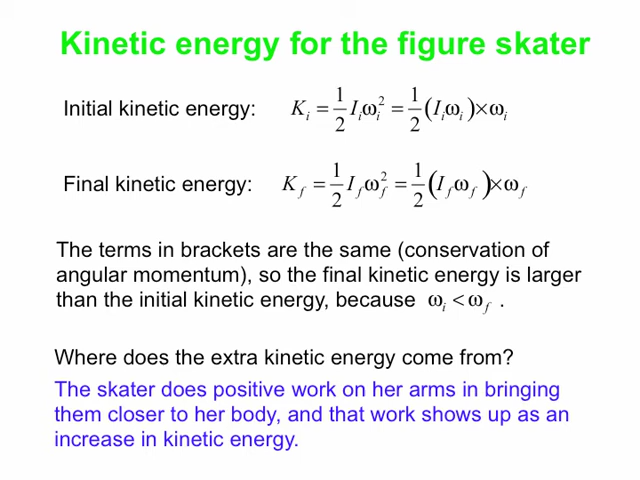 Kinetic energy for the figure skater
Initial kinetic energy: K_i = \frac{1}{2} I_i ω_i^2 = \frac{1}{2} (I_i ω_i) × ω_i
Final kinetic energy: K_f = \frac{1}{2} I_f ω_f^2 = \frac{1}{2} (I_f ω_f) × ω_f
The terms in brackets are the same (conservation of
angular momentum), so the final kinetic energy is larger
than the initial kinetic energy, because ω_i < ω_f .
Where does the extra kinetic energy come from?
The skater does positive work on her arms in bringing
them closer to her body, and that work shows up as an
increase in kinetic energy.